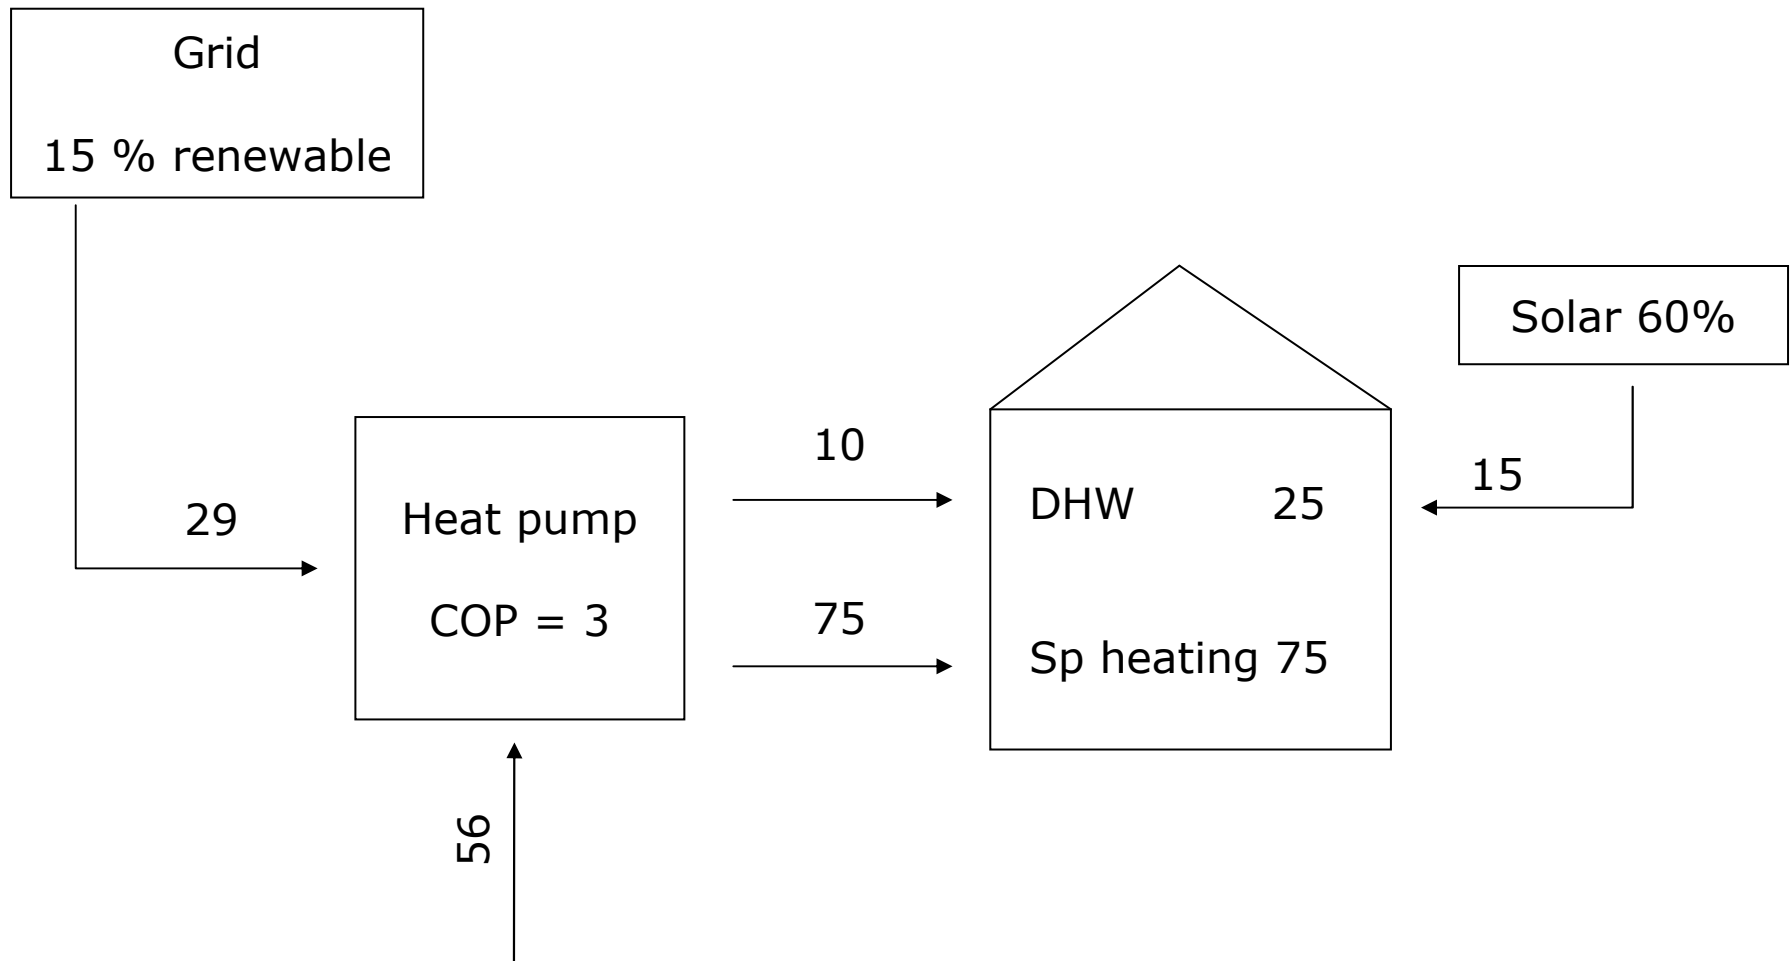 Grid
15 % renewable
Solar 60%
10
15
29
Heat pump
COP = 3
DHW 25
75
Sp heating 75
56